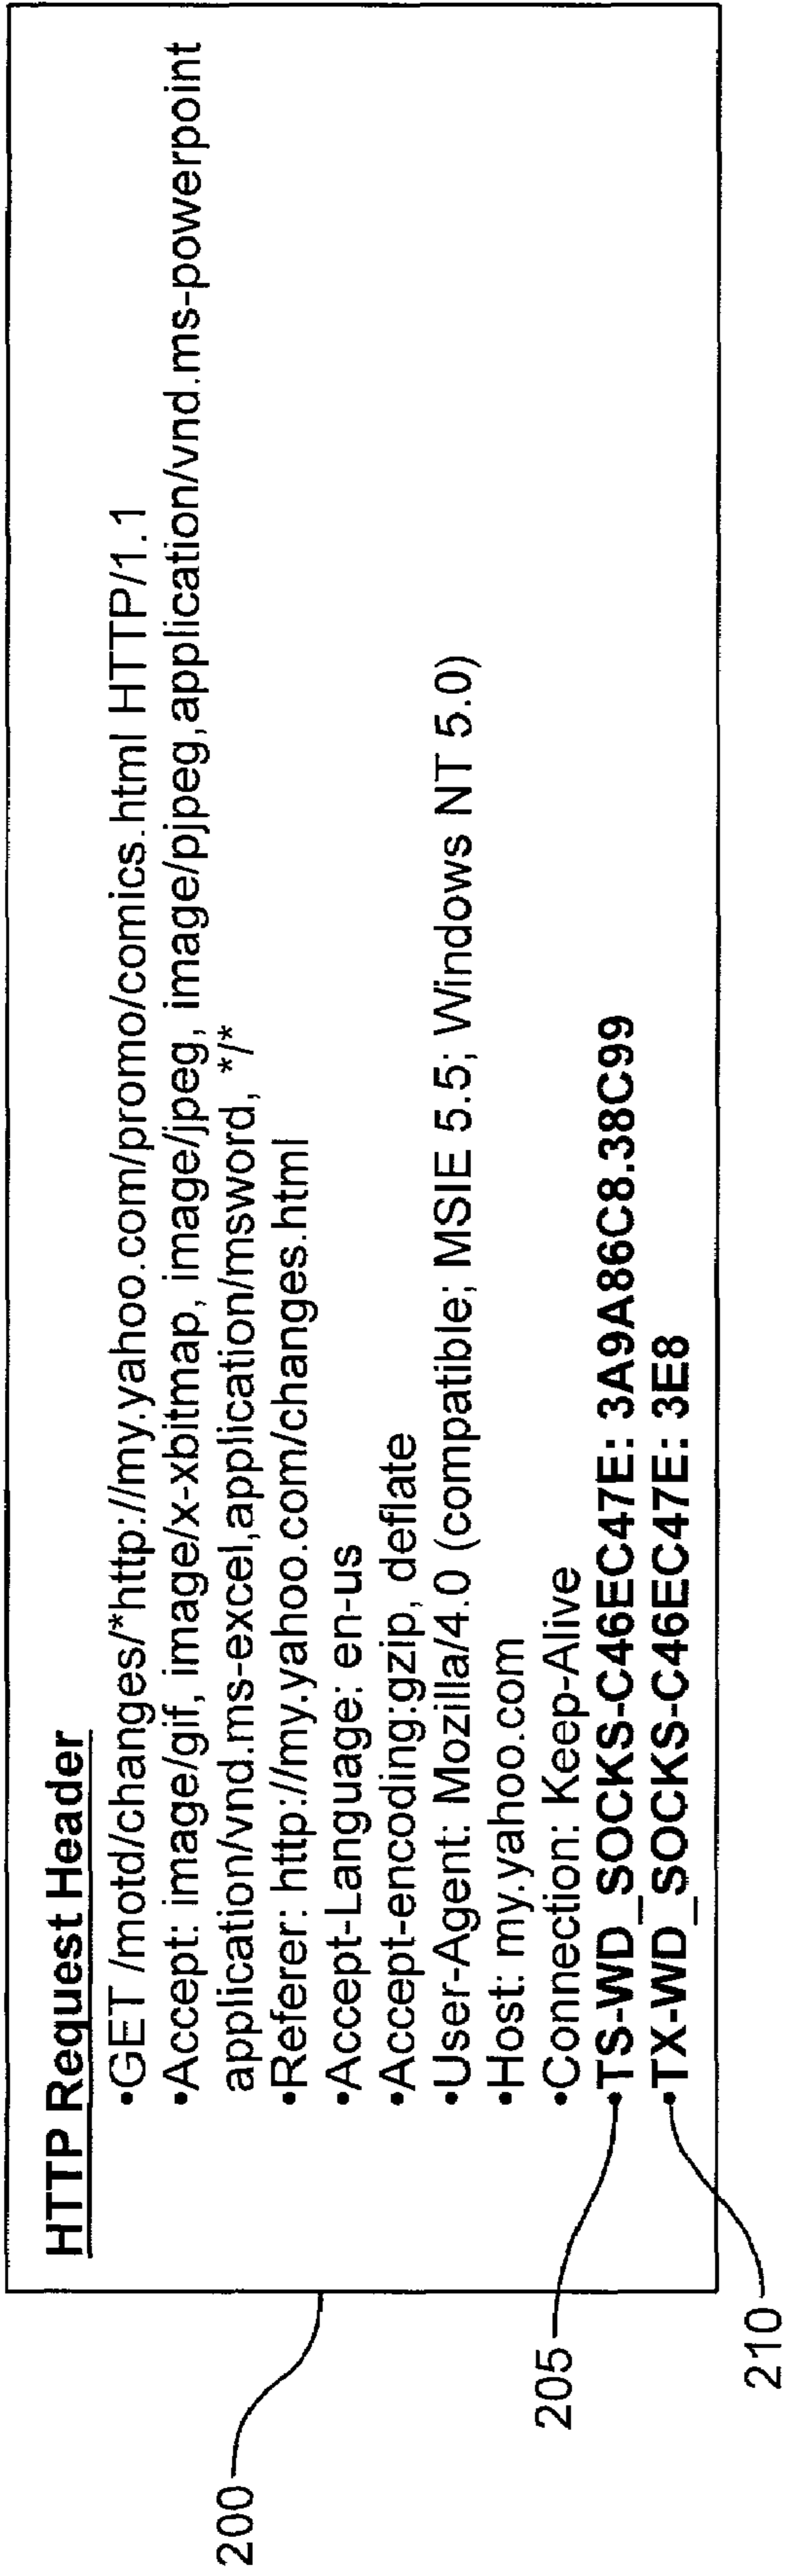 HTTP Request Header
•GET /motd/changes/*http://my.yahoo.com/promo/comics.html HTTP/1.1
•Accept: image/gif, image/x-xbitmap, image/jpeg, image/pjpeg,application/vnd.ms-powerpoint
application/vnd.ms-excel,application/msword, */*
•Referer: http://my.yahoo.com/changes.html
•Accept-Language: en-us
•Accept-encoding:gzip, deflate
•User-Agent: Mozilla/4.0 (compatible; MSIE 5.5; Windows NT 5.0)
•Host: my.yahoo.com
•Connection: Keep-Alive
•TS-WD_SOCKS-C46EC47E: 3A9A86C8.38C99
•TX-WD_SOCKS-C46EC47E: 3E8
200
205
210